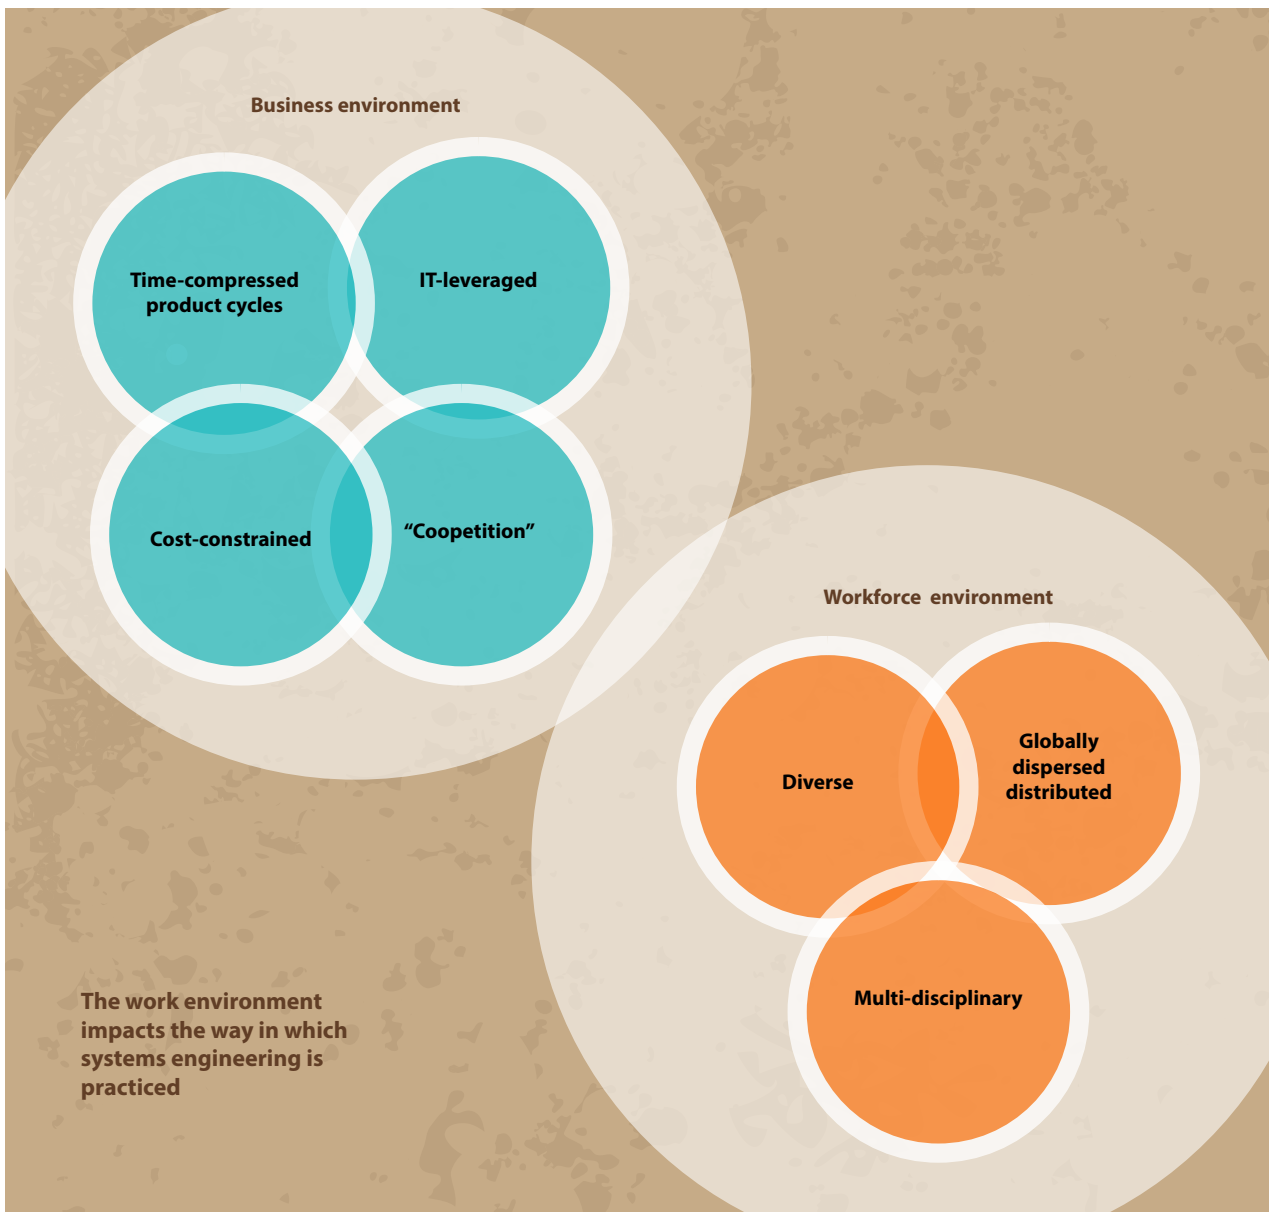 Business environment
Time-compressed
product cycles
IT-leveraged
Cost-constrained
“Coopetition”
Workforce environment
Diverse
Globally
dispersed
distributed
Multi-disciplinary
The work environment
impacts the way in which
systems engineering is
practiced